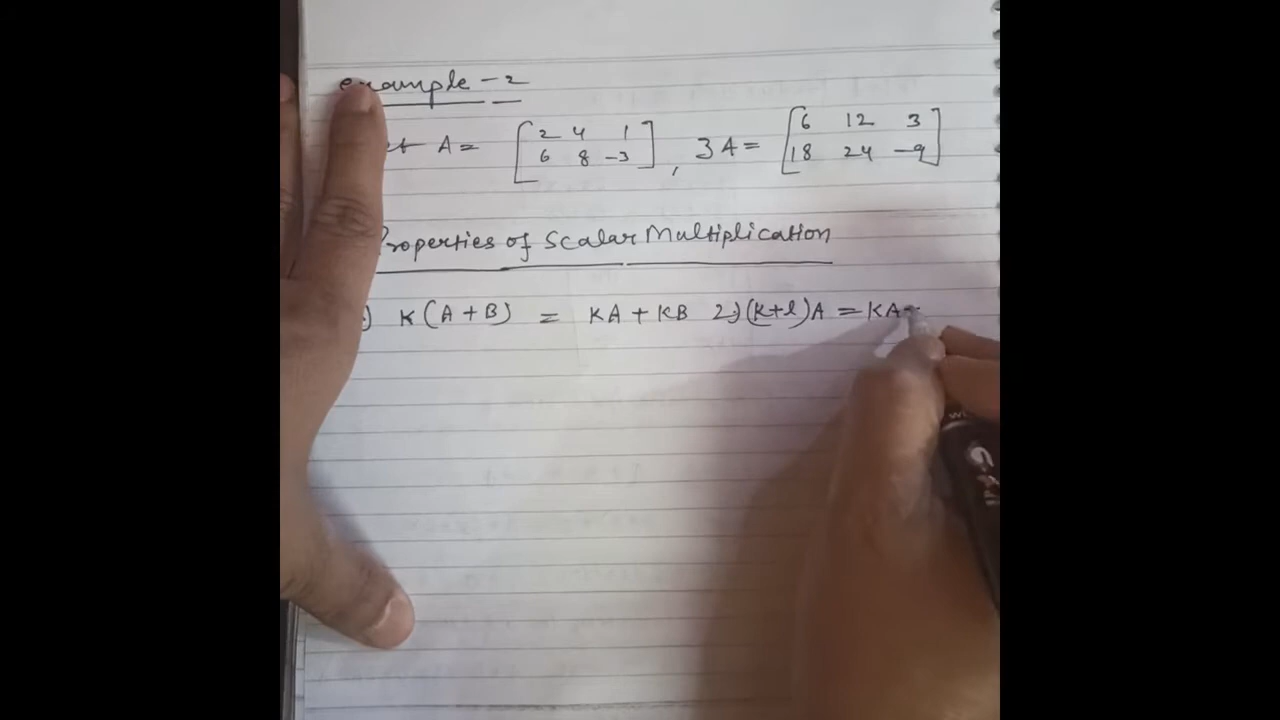 example - 2
A = [ 2 4 1 6 8 -3 ] , 3A = [ 6 12 3 18 24 -9 ]
Properties of Scalar Multiplication
K(A+B) = KA+KB 2) (K+l)A = KA